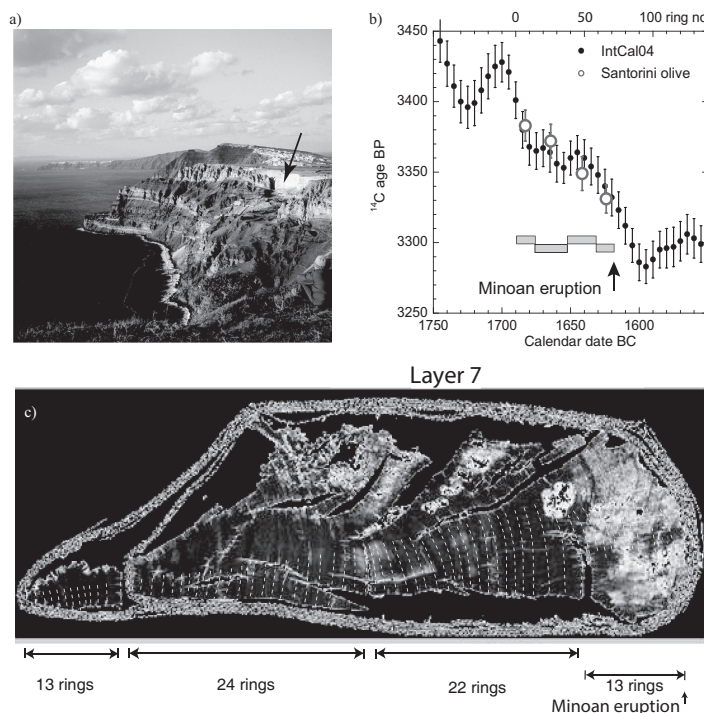 a)
b)
0 50 100 ring no
3450
IntCal04
Santorini olive
3400
¹⁴C age BP
3350
3300
Minoan eruption
3250
1750 1700 1650 1600
Calendar date BC
Layer 7
c)
13 rings 24 rings 22 rings 13 rings
Minoan eruption